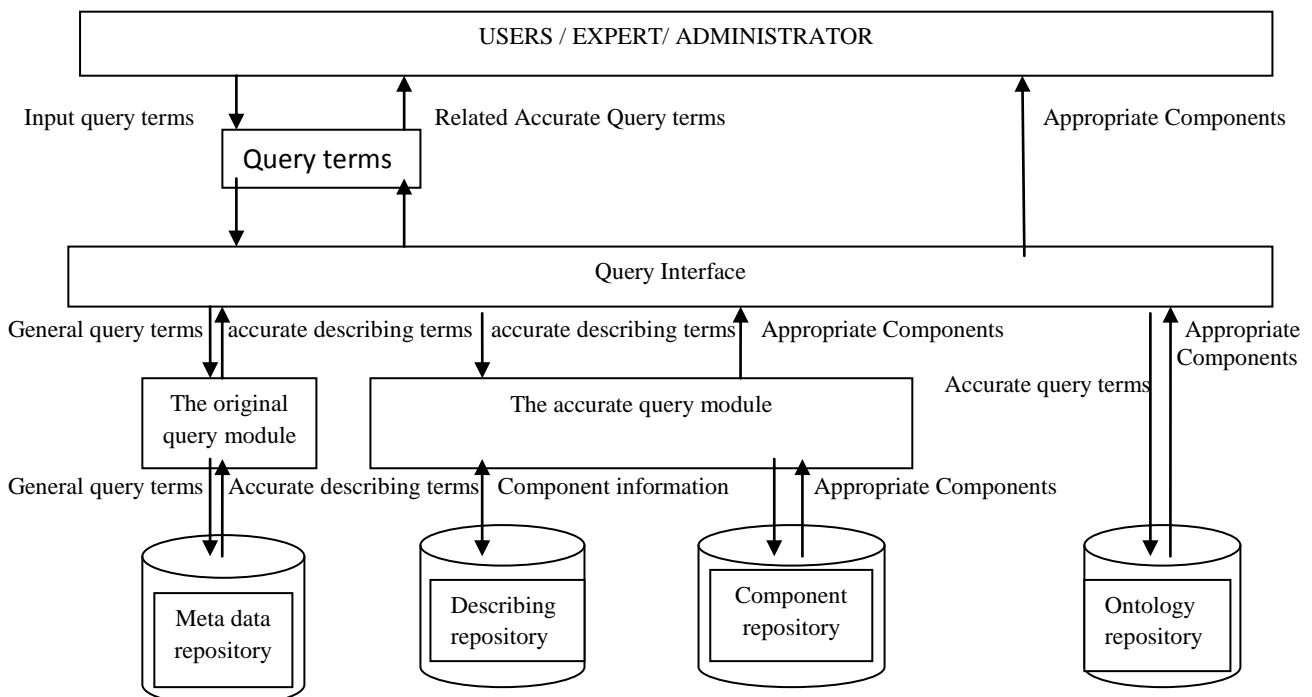 USERS / EXPERT/ ADMINISTRATOR
Input query terms
Related Accurate Query terms
Appropriate Components
Query terms
Query Interface
General query terms
accurate describing terms
accurate describing terms
Appropriate Components
Appropriate
Components
Accurate query terms
The original
query module
The accurate query module
General query terms
Accurate describing terms
Component information
Appropriate Components
Meta data
repository
Describing
repository
Component
repository
Ontology
repository